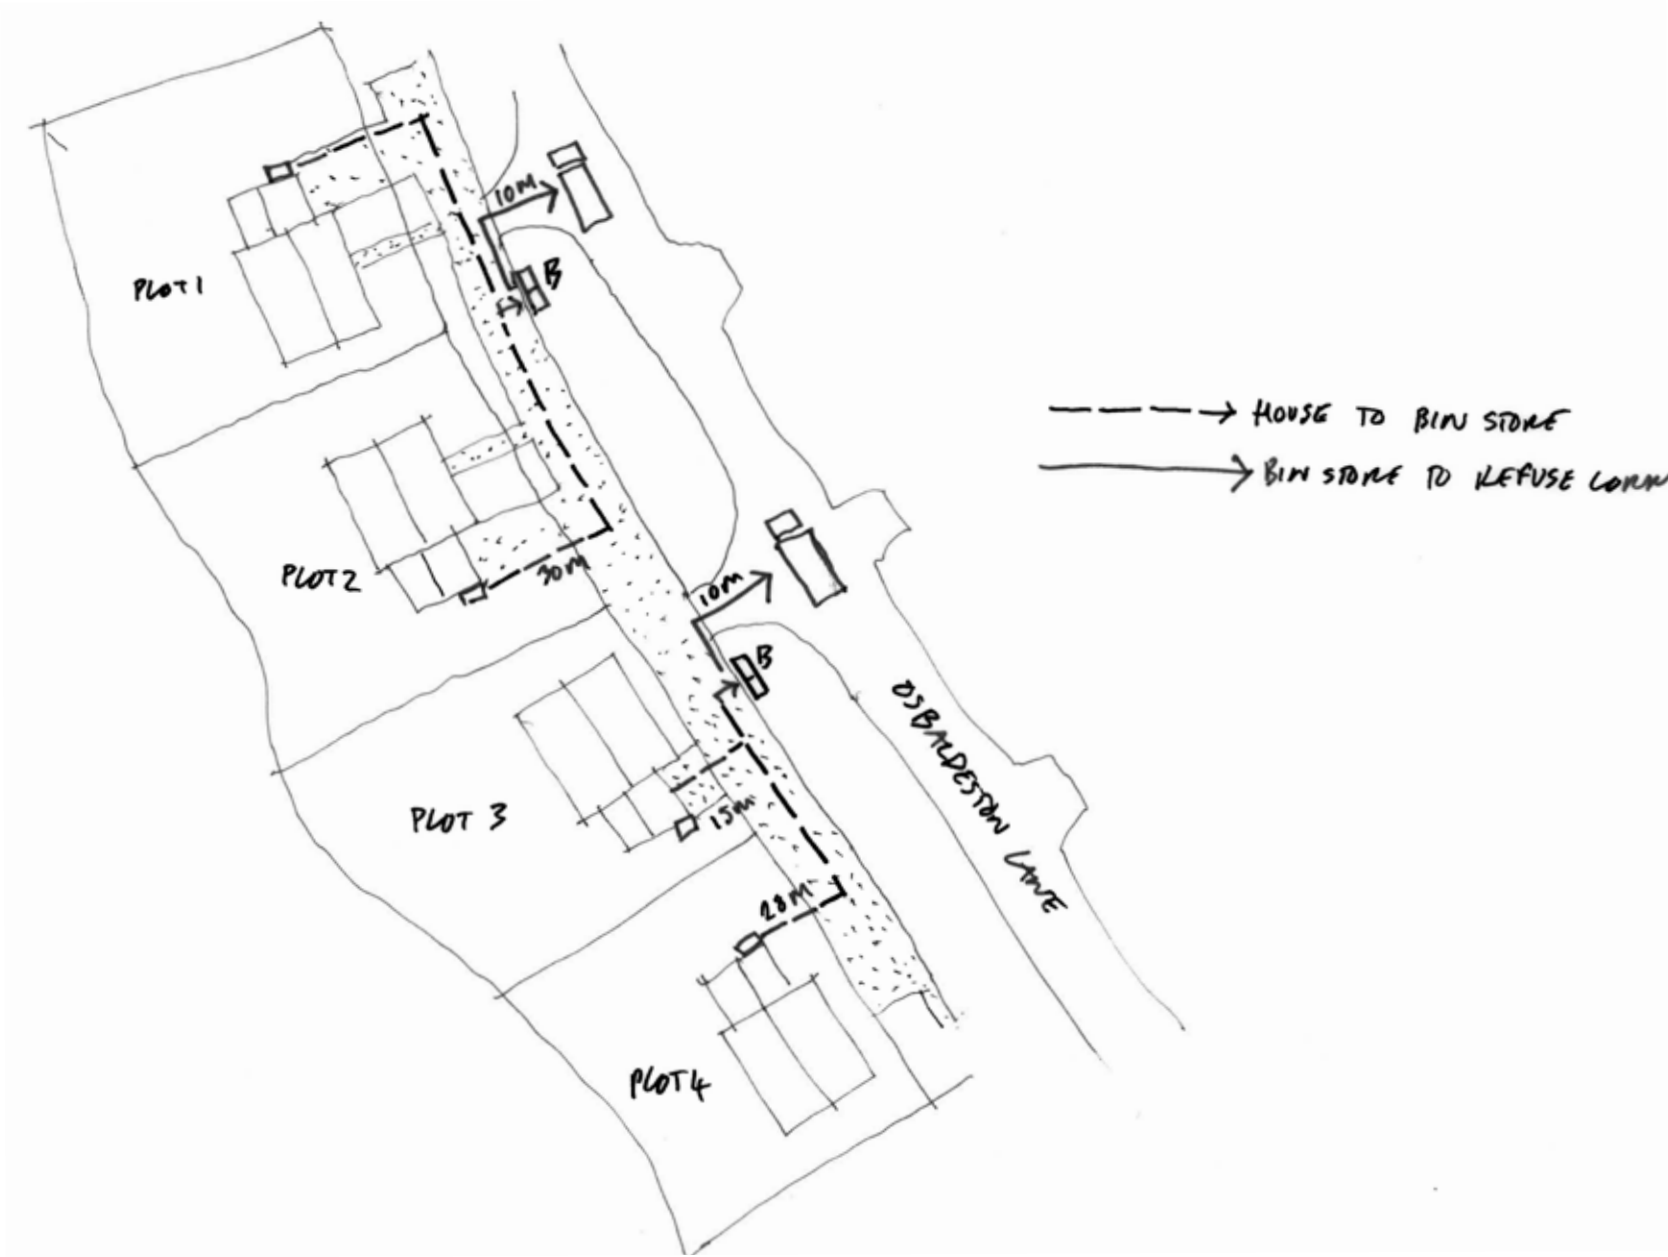 10M
B
PLOT 1
HOUSE TO BIN STORE
BIN STORE TO REFUSE
30M
PLOT 2
10M
B
OSBALDESTON LANE
PLOT 3
15M
28M
PLOT 4